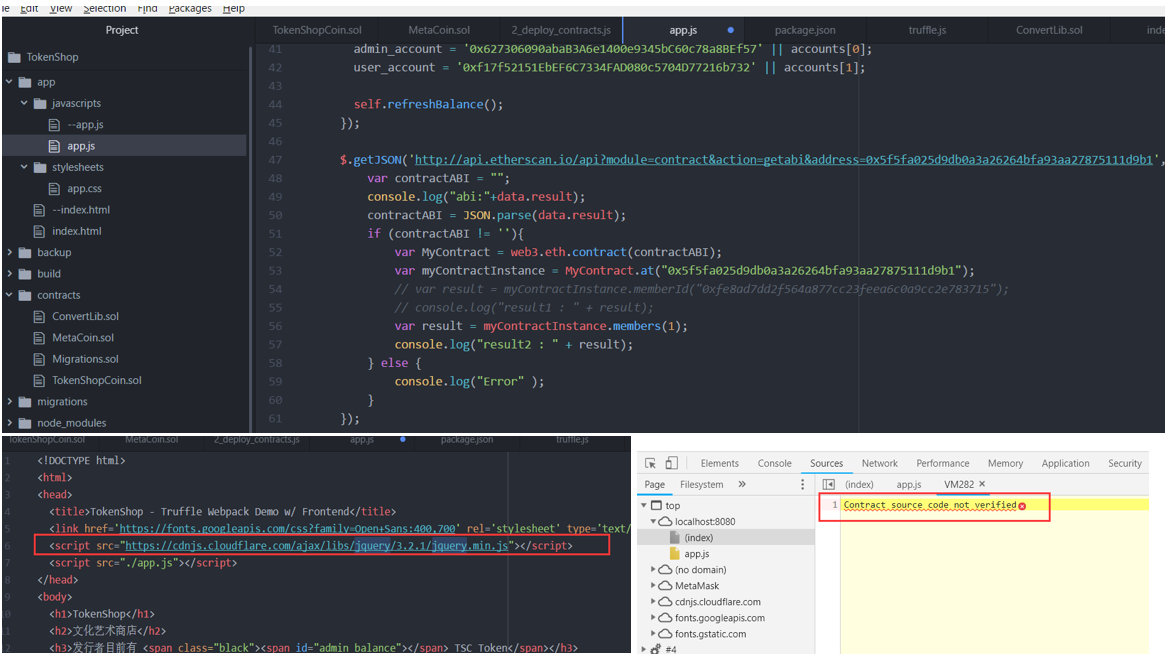 le Edit View Selection Find Packages Help
Project
TokenShopCoin.sol MetaCoin.sol 2_deploy_contracts.js app.js package.json truffle.js ConvertLib.sol inde
TokenShop
app
javascripts
--app.js
app.js
stylesheets
app.css
--index.html
index.html
backup
build
contracts
ConvertLib.sol
MetaCoin.sol
Migrations.sol
TokenShopCoin.sol
migrations
node_modules
41 admin_account = '0x627306090abaB3A6e1400e9345bC60c78a8BEf57' || accounts[0];
42 user_account = '0xf17f52151EbEF6C7334FAD080c5704D77216b732' || accounts[1];
43
44 self.refreshBalance();
45 });
46
47 $.getJSON('http://api.etherscan.io/api?module=contract&action=getabi&address=0x5f5fa025d9db0a3a26264bfa93aa27875111d9b1',
48 var contractABI = "";
49 console.log("abi:"+data.result);
50 contractABI = JSON.parse(data.result);
51 if (contractABI != ''){
52 var MyContract = web3.eth.contract(contractABI);
53 var myContractInstance = MyContract.at("0x5f5fa025d9db0a3a26264bfa93aa27875111d9b1");
54 // var result = myContractInstance.memberId("0xfe8ad7dd2f564a877cc23feea6c0a9cc2e783715");
55 // console.log("result1 : " + result);
56 var result = myContractInstance.members(1);
57 console.log("result2 : " + result);
58 } else {
59 console.log("Error" );
60 }
61 });
TokenShopCoin.sol MetaCoin.sol 2_deploy_contracts.js app.js package.json truffle.js
1 <!DOCTYPE html>
2 <html>
3 <head>
4 <title>TokenShop - Truffle Webpack Demo w/ Frontend</title>
5 <link href='https://fonts.googleapis.com/css?family=Open+Sans:400,700' rel='stylesheet' type='text/
6 <script src="https://cdnjs.cloudflare.com/ajax/libs/jquery/3.2.1/jquery.min.js"></script>
7 <script src="./app.js"></script>
8 </head>
9 <body>
0 <h1>TokenShop</h1>
1 <h2>文化艺术商店</h2>
2 <h3>发行者目前有 <span class="black"><span id="admin_balance"></span> TSC Token</span></h3>
Elements Console Sources Network Performance Memory Application Security
Page Filesystem » (index) app.js VM282 ×
top
localhost:8080
(index)
app.js
(no domain)
MetaMask
cdnjs.cloudflare.com
fonts.googleapis.com
fonts.gstatic.com
#4
1 Contract source code not verified